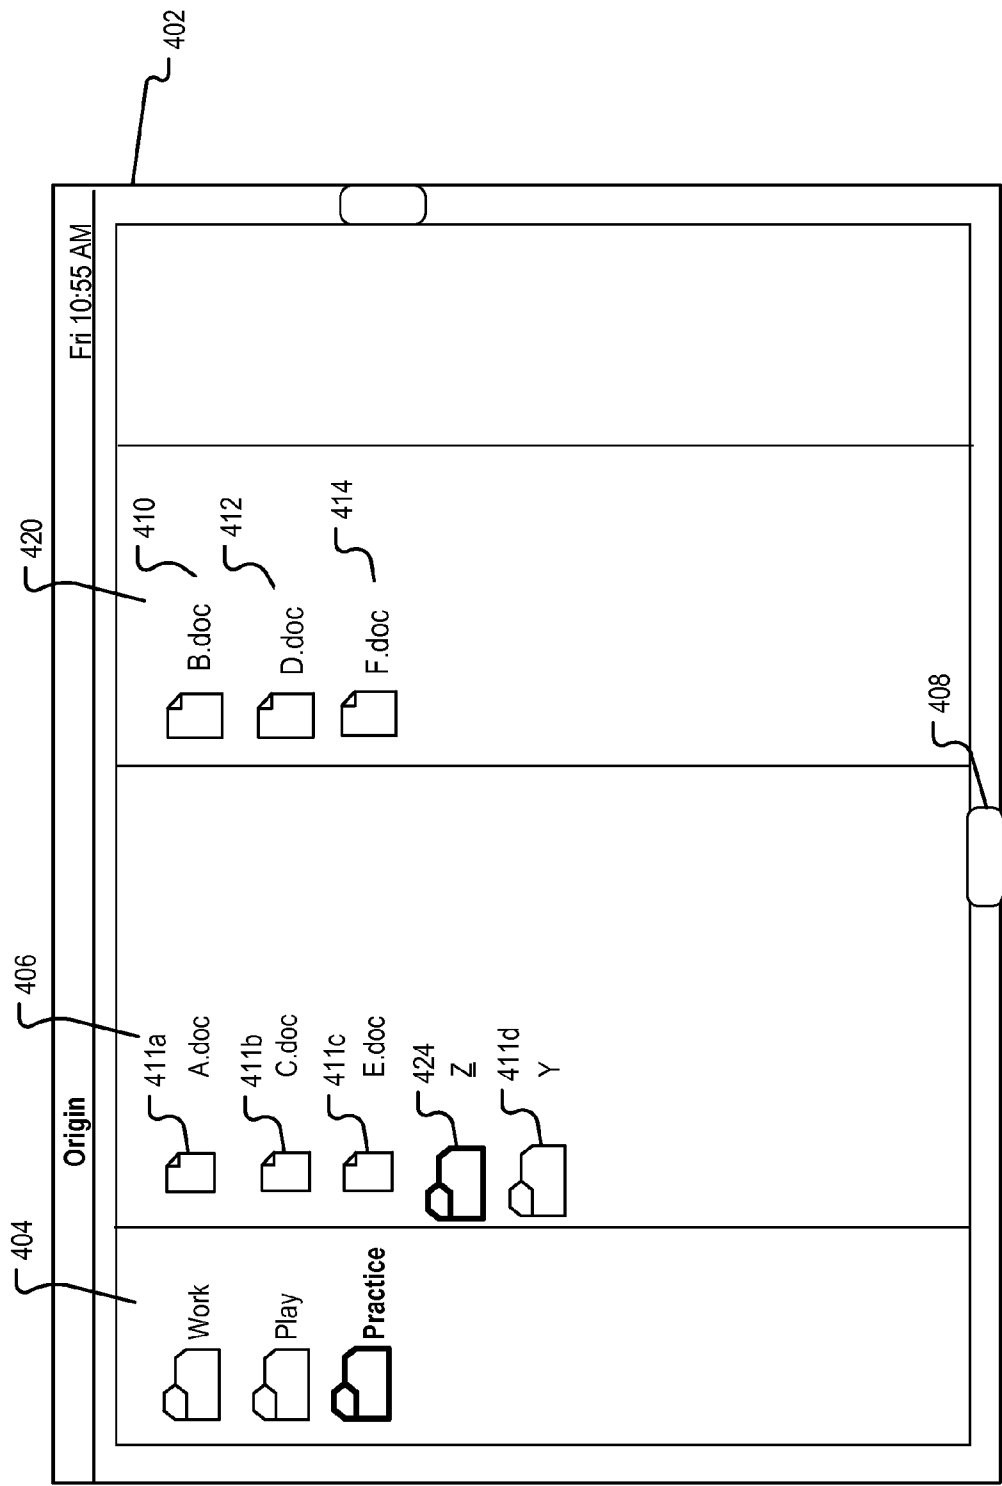 402
Origin
Fri 10:55 AM
404
406
420
Work
Play
Practice
411a
A.doc
411b
C.doc
411c
E.doc
424
Z
411d
Y
410
B.doc
412
D.doc
414
F.doc
408